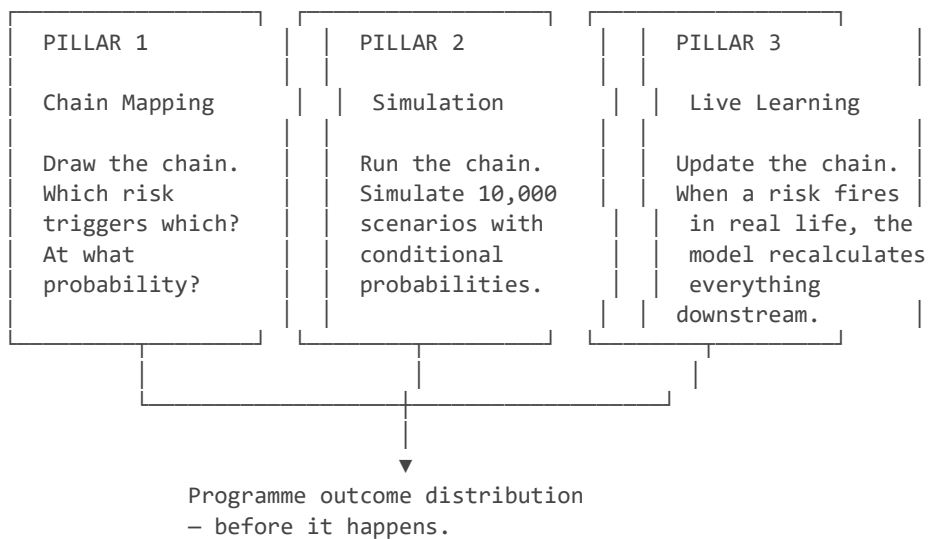 PILLAR 1
Chain Mapping
Draw the chain.
Which risk
triggers which?
At what
probability?
PILLAR 2
Simulation
Run the chain.
Simulate 10,000
scenarios with
conditional
probabilities.
PILLAR 3
Live Learning
Update the chain.
When a risk fires
in real life, the
model recalculates
everything
downstream.
Programme outcome distribution
— before it happens.